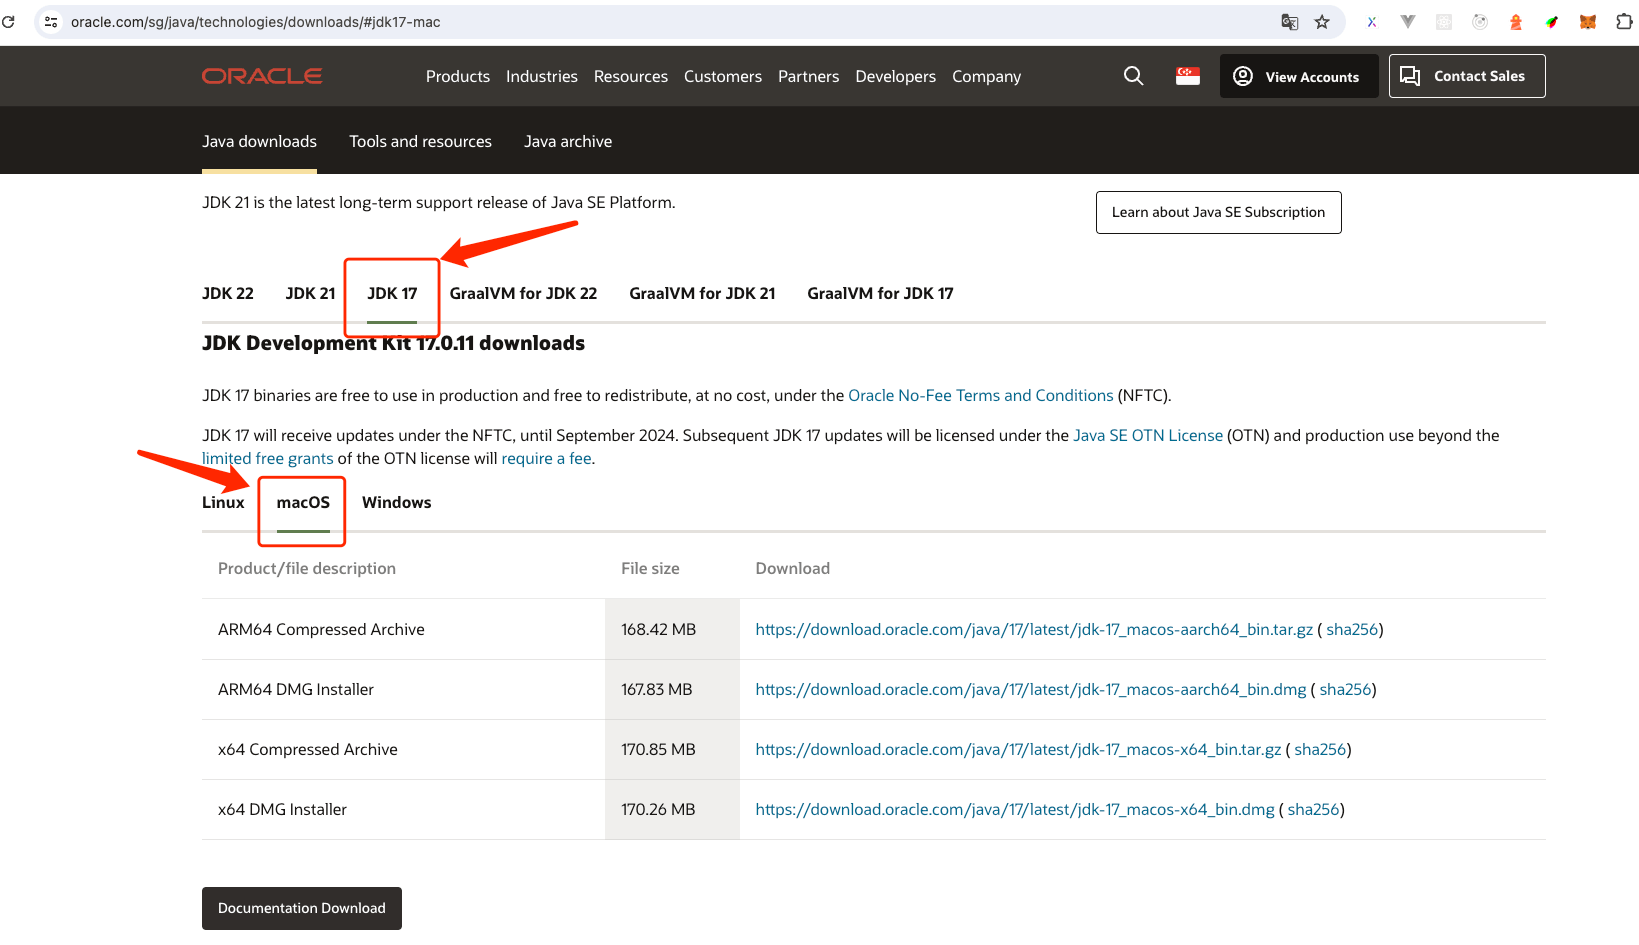 oracle.com/sg/java/technologies/downloads/#jdk17-mac
ORACLE
Products Industries Resources Customers Partners Developers Company
View Accounts
Contact Sales
Java downloads Tools and resources Java archive
JDK 21 is the latest long-term support release of Java SE Platform.
Learn about Java SE Subscription
JDK 22 JDK 21 JDK 17 GraalVM for JDK 22 GraalVM for JDK 21 GraalVM for JDK 17
JDK Development Kit 17.0.11 downloads
JDK 17 binaries are free to use in production and free to redistribute, at no cost, under the Oracle No-Fee Terms and Conditions (NFTC).
JDK 17 will receive updates under the NFTC, until September 2024. Subsequent JDK 17 updates will be licensed under the Java SE OTN License (OTN) and production use beyond the
limited free grants of the OTN license will require a fee.
Linux macOS Windows
Product/file description File size Download
ARM64 Compressed Archive 168.42 MB https://download.oracle.com/java/17/latest/jdk-17_macos-aarch64_bin.tar.gz ( sha256)
ARM64 DMG Installer 167.83 MB https://download.oracle.com/java/17/latest/jdk-17_macos-aarch64_bin.dmg ( sha256)
x64 Compressed Archive 170.85 MB https://download.oracle.com/java/17/latest/jdk-17_macos-x64_bin.tar.gz ( sha256)
x64 DMG Installer 170.26 MB https://download.oracle.com/java/17/latest/jdk-17_macos-x64_bin.dmg ( sha256)
Documentation Download